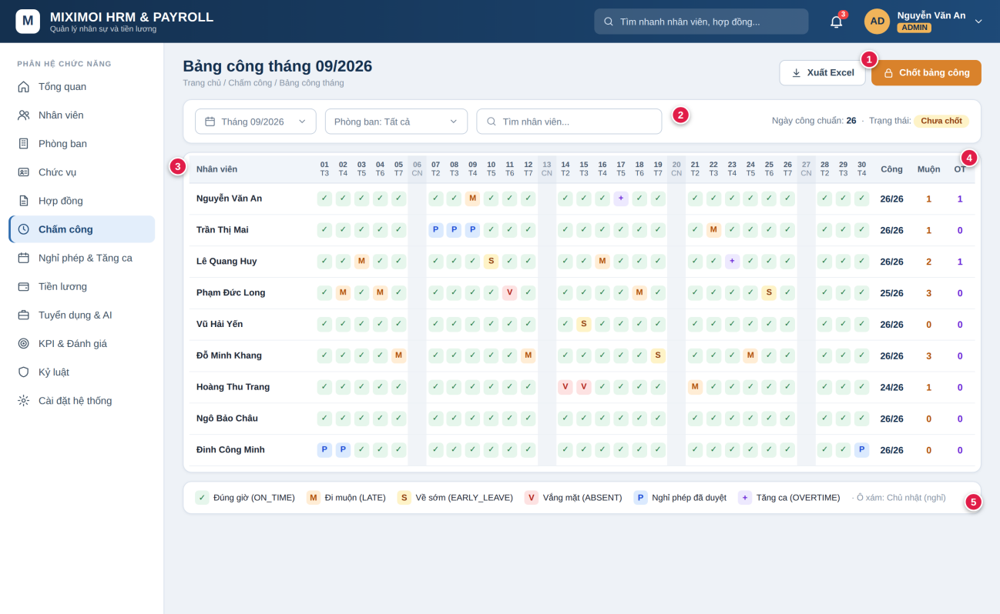 M
MIXIMOI HRM & PAYROLL
Quản lý nhân sự và tiền lương
Tìm nhanh nhân viên, hợp đồng...
3
AD
Nguyễn Văn An
ADMIN
PHÂN HỆ CHỨC NĂNG
Tổng quan
Nhân viên
Phòng ban
Chức vụ
Hợp đồng
Chấm công
Nghỉ phép & Tăng ca
Tiền lương
Tuyển dụng & AI
KPI & Đánh giá
Kỷ luật
Cài đặt hệ thống
Bảng công tháng 09/2026
Trang chủ / Chấm công / Bảng công tháng
Xuất Excel
1
Chốt bảng công
Tháng 09/2026
Phòng ban: Tất cả
Tìm nhân viên...
2
Ngày công chuẩn: 26 · Trạng thái: Chưa chốt
3
4
Nhân viên 01 02 03 04 05 06 07 08 09 10 11 12 13 14 15 16 17 18 19 20 21 22 23 24 25 26 27 28 29 30 Công Muộn OT
T3 T4 T5 T6 T7 CN T2 T3 T4 T5 T6 T7 CN T2 T3 T4 T5 T6 T7 CN T2 T3 T4 T5 T6 T7 CN T2 T3 T4
Nguyễn Văn An ✓ ✓ ✓ ✓ ✓ ✓ ✓ M ✓ ✓ ✓ ✓ ✓ ✓ + ✓ ✓ ✓ ✓ ✓ ✓ ✓ ✓ ✓ ✓ ✓ 26/26 1 1
Trần Thị Mai ✓ ✓ ✓ ✓ ✓ P P P ✓ ✓ ✓ ✓ ✓ ✓ ✓ ✓ ✓ ✓ M ✓ ✓ ✓ ✓ ✓ ✓ ✓ 26/26 1 0
Lê Quang Huy ✓ ✓ M ✓ ✓ ✓ ✓ ✓ S ✓ ✓ ✓ ✓ M ✓ ✓ ✓ ✓ ✓ + ✓ ✓ ✓ ✓ ✓ ✓ 26/26 2 1
Phạm Đức Long ✓ M ✓ M ✓ ✓ ✓ ✓ ✓ V ✓ ✓ ✓ ✓ ✓ M ✓ ✓ ✓ ✓ ✓ S ✓ ✓ ✓ ✓ 25/26 3 0
Vũ Hải Yến ✓ ✓ ✓ ✓ ✓ ✓ ✓ ✓ ✓ ✓ ✓ ✓ S ✓ ✓ ✓ ✓ ✓ ✓ ✓ ✓ ✓ ✓ ✓ ✓ ✓ 26/26 0 0
Đỗ Minh Khang ✓ ✓ ✓ ✓ M ✓ ✓ ✓ ✓ ✓ M ✓ ✓ ✓ ✓ ✓ S ✓ ✓ ✓ M ✓ ✓ ✓ ✓ ✓ 26/26 3 0
Hoàng Thu Trang ✓ ✓ ✓ ✓ ✓ ✓ ✓ ✓ ✓ ✓ ✓ V V ✓ ✓ ✓ ✓ M ✓ ✓ ✓ ✓ ✓ ✓ ✓ ✓ 24/26 1 0
Ngô Bảo Châu ✓ ✓ ✓ ✓ ✓ ✓ ✓ ✓ ✓ ✓ ✓ ✓ ✓ ✓ ✓ ✓ ✓ ✓ ✓ ✓ ✓ ✓ ✓ ✓ ✓ ✓ 26/26 0 0
Đinh Công Minh P P ✓ ✓ ✓ ✓ ✓ ✓ ✓ ✓ ✓ ✓ ✓ ✓ ✓ ✓ ✓ ✓ ✓ ✓ ✓ ✓ ✓ ✓ ✓ P 26/26 0 0
✓ Đúng giờ (ON_TIME) M Đi muộn (LATE) S Về sớm (EARLY_LEAVE) V Vắng mặt (ABSENT) P Nghỉ phép đã duyệt + Tăng ca (OVERTIME) · Ô xám: Chủ nhật (nghỉ)
5